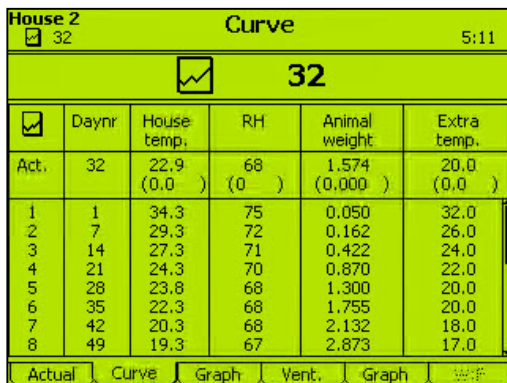 House 2
Curve
32
5:11
32
Daynr House temp. RH Animal weight Extra temp.
Act. 32 22.9 68 1.574 20.0
(0.0 ) (0 ) (0.000 ) (0.0 )
1 1 34.3 75 0.050 32.0
2 7 29.3 72 0.162 26.0
3 14 27.3 71 0.422 24.0
4 21 24.3 70 0.870 22.0
5 28 23.8 68 1.300 20.0
6 35 22.3 68 1.755 20.0
7 42 20.3 68 2.132 18.0
8 49 19.3 67 2.873 17.0
Actual Curve Graph Vent. Graph